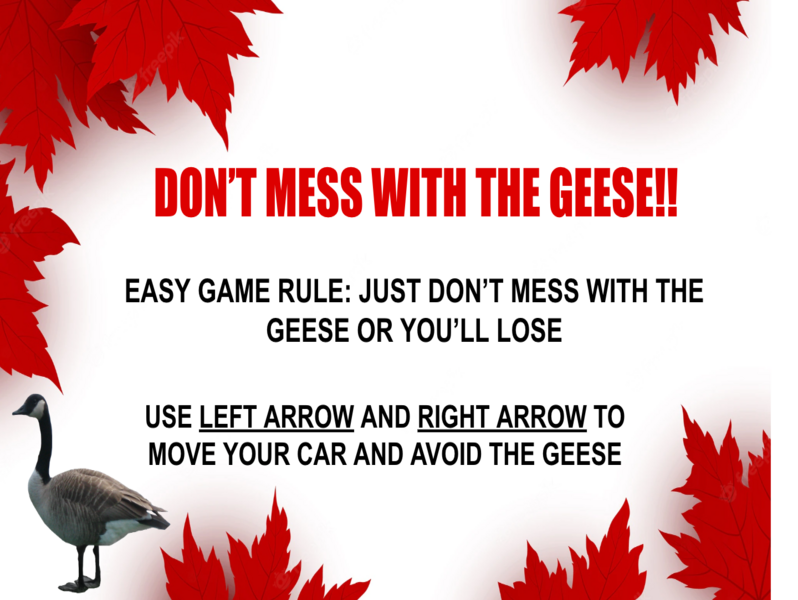 DON'T MESS WITH THE GEESE!!
EASY GAME RULE: JUST DON'T MESS WITH THE
GEESE OR YOU'LL LOSE
USE LEFT ARROW AND RIGHT ARROW TO
MOVE YOUR CAR AND AVOID THE GEESE